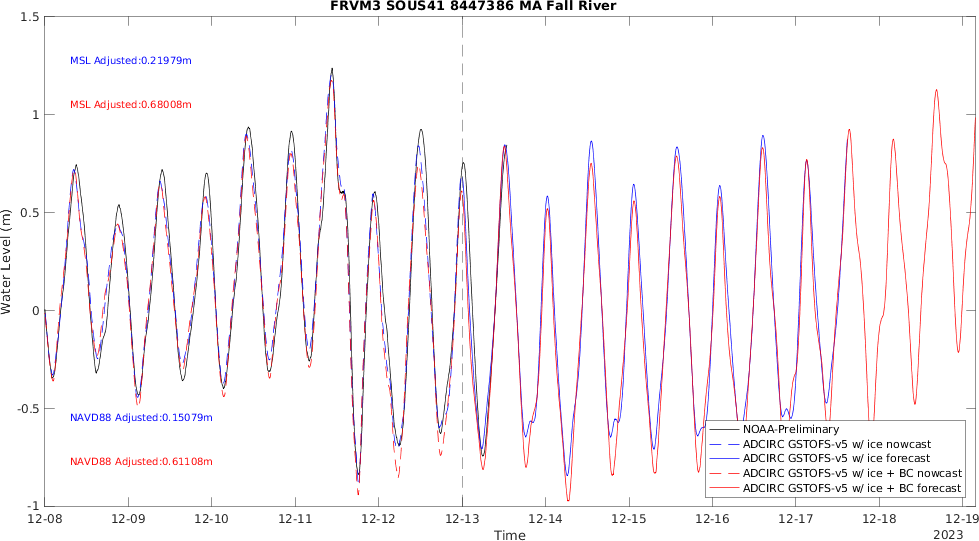 FRVM3 SOUS41 8447386 MA Fall River
1.5
1
0.5
0
-0.5
-1
Water Level (m)
MSL Adjusted:0.21979m
MSL Adjusted:0.68008m
NAVD88 Adjusted:0.15079m
NAVD88 Adjusted:0.61108m
NOAA-Preliminary
ADCIRC GSTOFS-v5 w/ ice nowcast
ADCIRC GSTOFS-v5 w/ ice forecast
ADCIRC GSTOFS-v5 w/ ice + BC nowcast
ADCIRC GSTOFS-v5 w/ ice + BC forecast
12-08 12-09 12-10 12-11 12-12 12-13 12-14 12-15 12-16 12-17 12-18 12-19
Time
2023